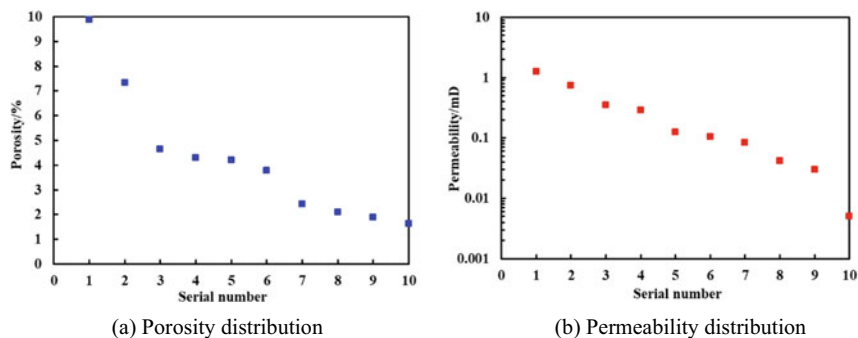 10
9
8
7
6
5
4
3
2
1
0
Porosity/%
0 1 2 3 4 5 6 7 8 9 10
Serial number
(a) Porosity distribution
10
1
0.1
0.01
0.001
Permeability/mD
0 1 2 3 4 5 6 7 8 9 10
Serial number
(b) Permeability distribution